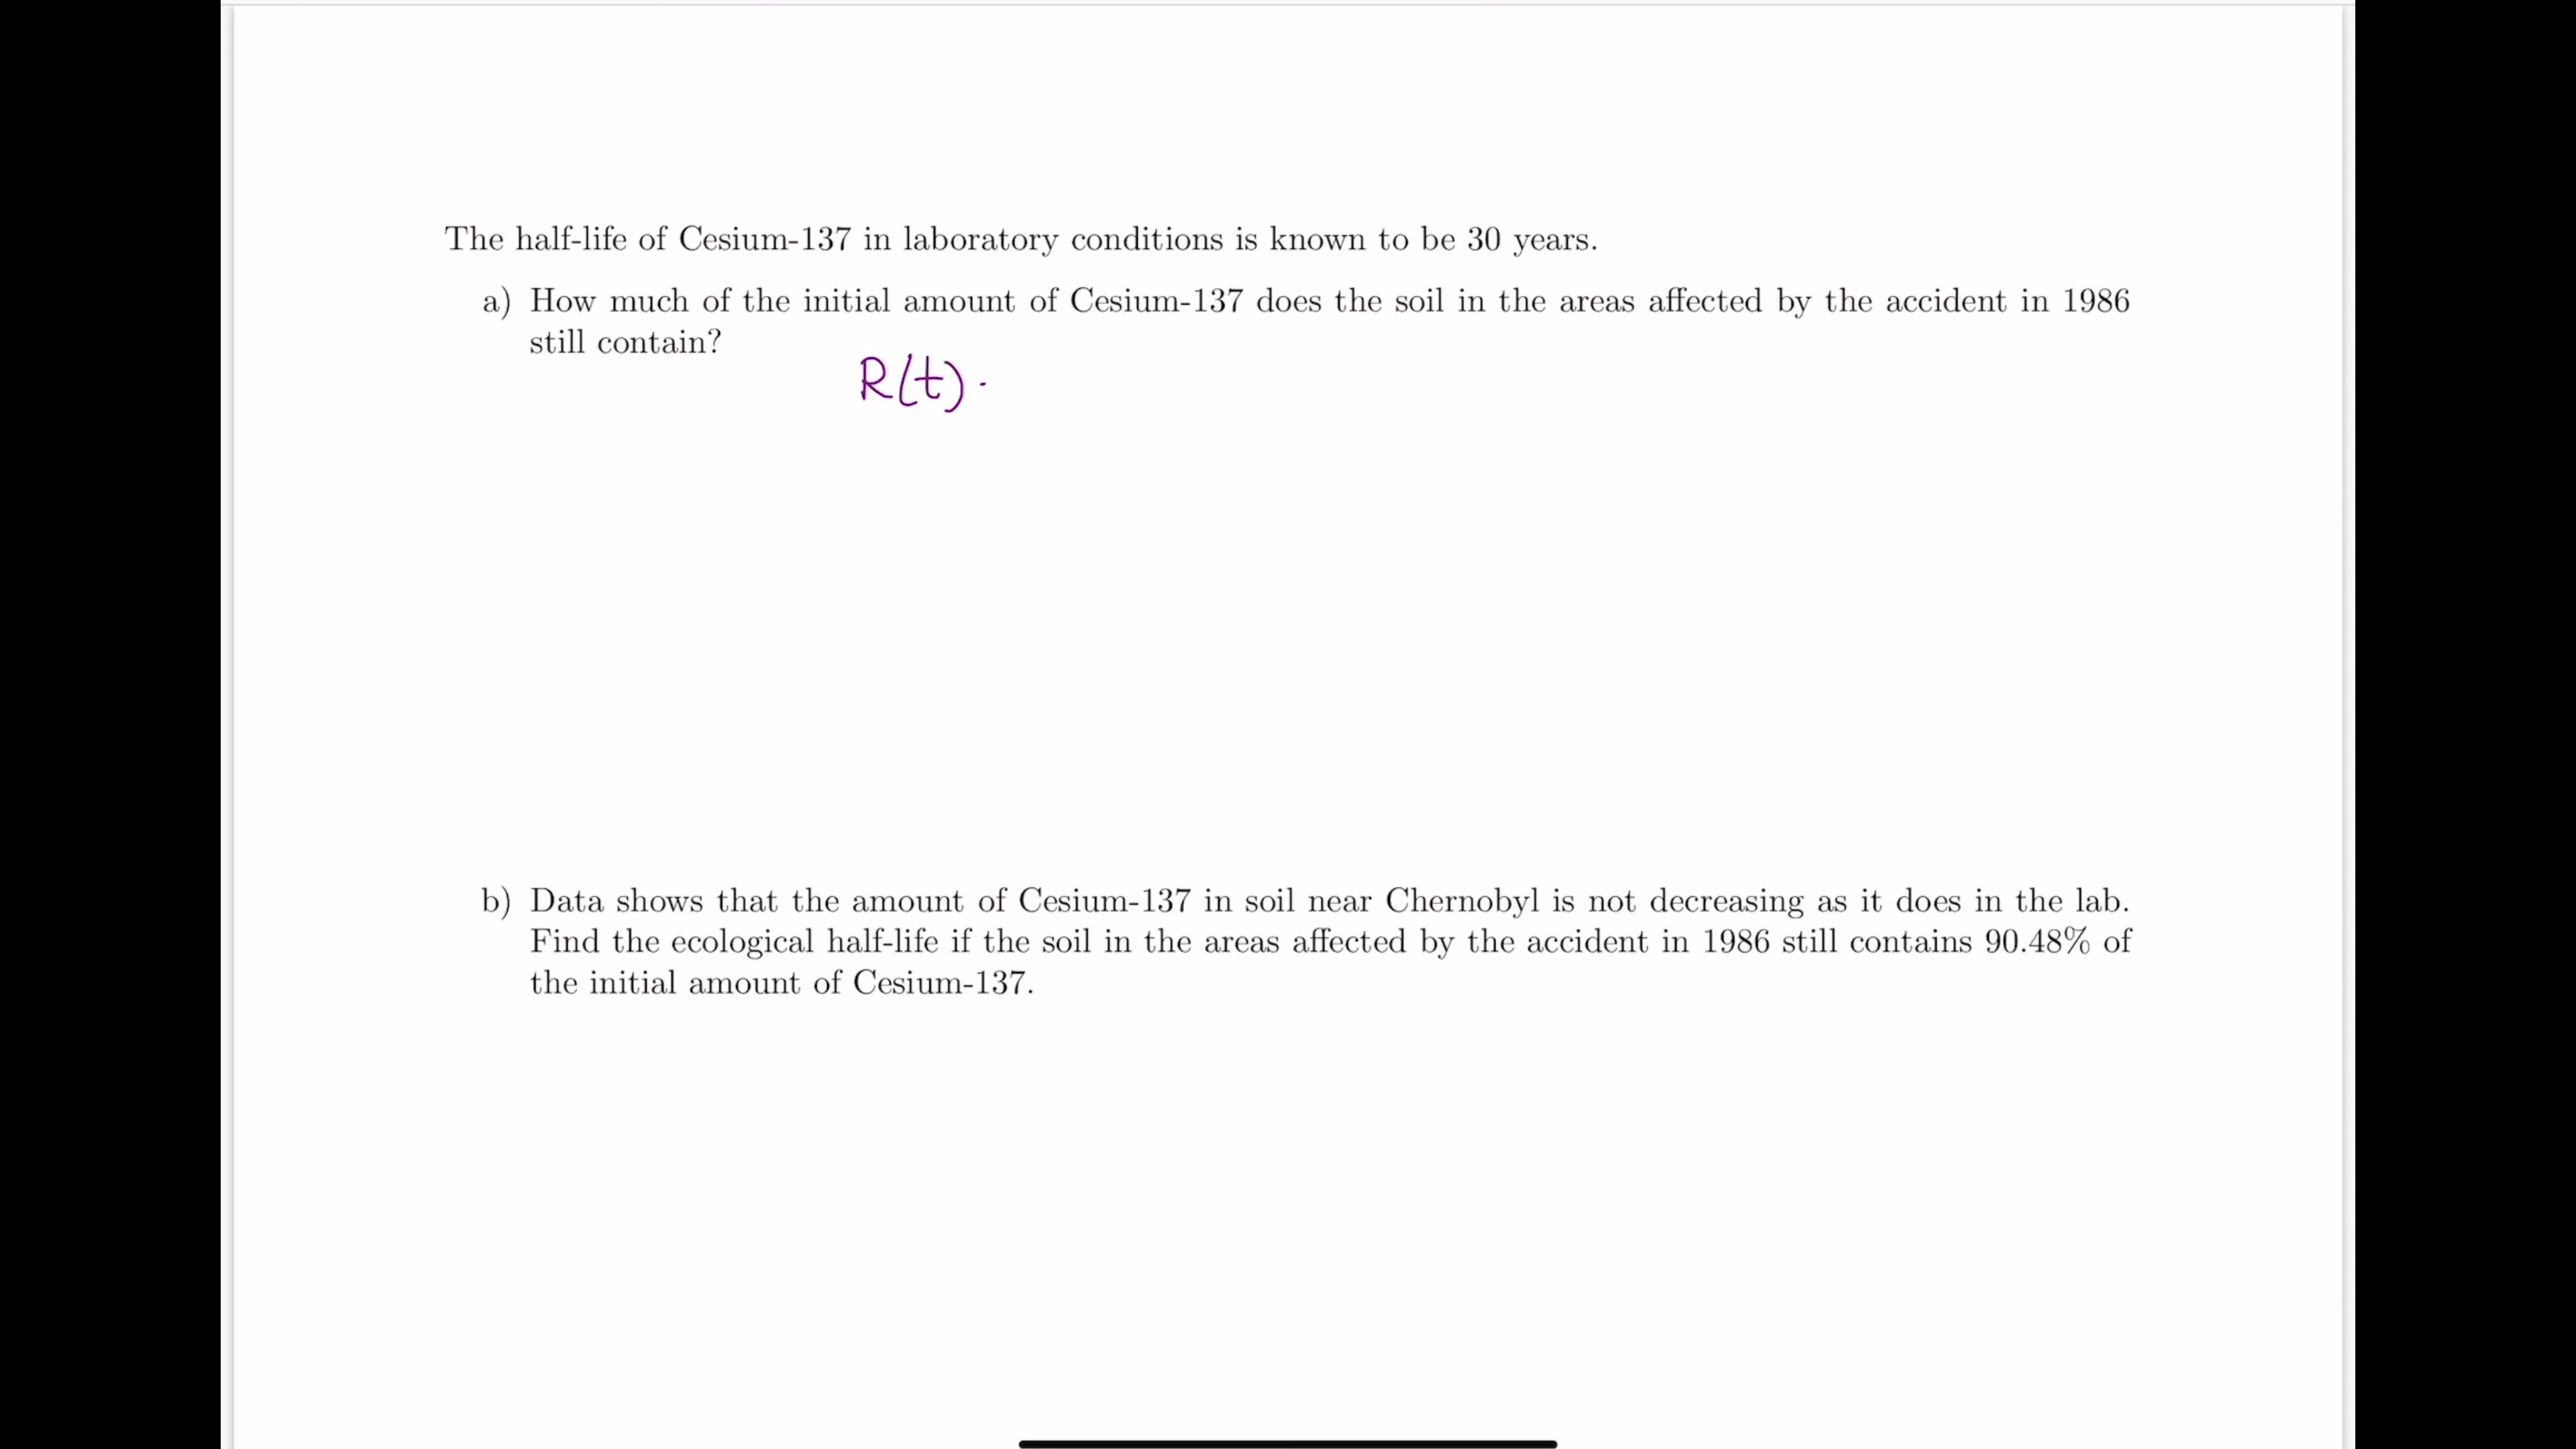 The half-life of Cesium-137 in laboratory conditions is known to be 30 years.
a) How much of the initial amount of Cesium-137 does the soil in the areas affected by the accident in 1986
still contain?
R(t) -
b) Data shows that the amount of Cesium-137 in soil near Chernobyl is not decreasing as it does in the lab.
Find the ecological half-life if the soil in the areas affected by the accident in 1986 still contains 90.48% of
the initial amount of Cesium-137.